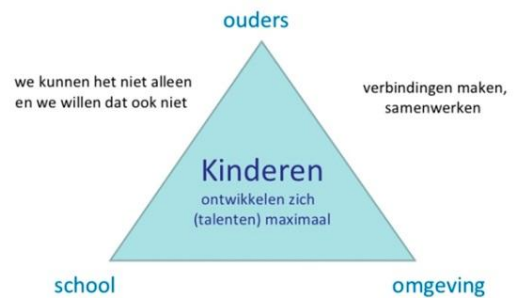 ouders
we kunnen het niet alleen
en we willen dat ook niet
verbindingen maken,
samenwerken
Kinderen
ontwikkelen zich
(talenten) maximaal
school
omgeving